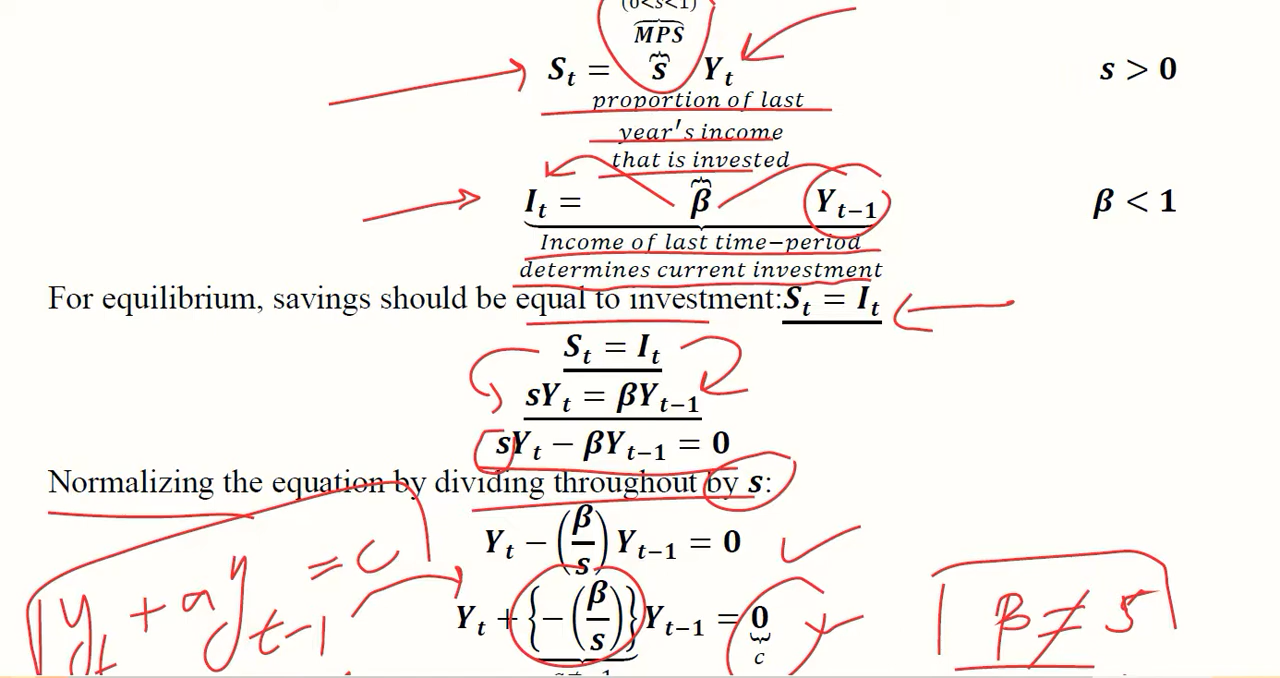 (0<s<1)
MPS
S_t = s Y_t s > 0
proportion of last
year's income
that is invested
I_t = β Y_{t-1} β < 1
Income of last time-period
determines current investment
For equilibrium, savings should be equal to investment: S_t = I_t
S_t = I_t
sY_t = βY_{t-1}
sY_t − βY_{t-1} = 0
Normalizing the equation by dividing throughout by s:
Y_t − (β/s) Y_{t-1} = 0
Y_t + {−(β/s)} Y_{t-1} = 0
c
y_t + a y_{t-1} = c
β ≠ s